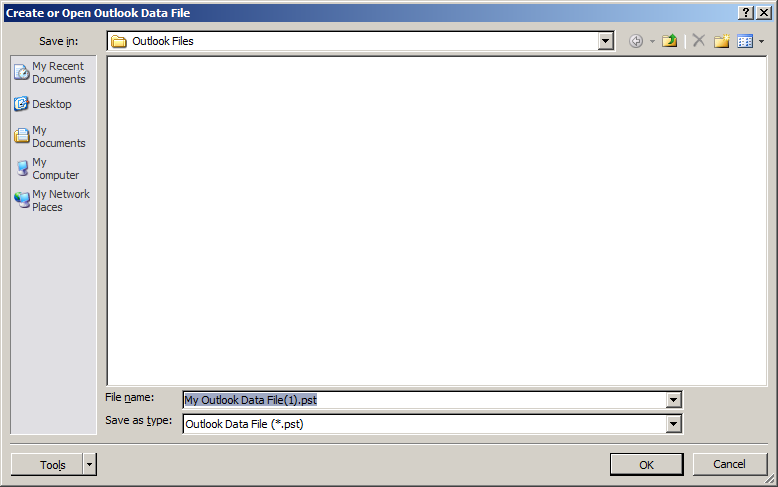 Create or Open Outlook Data File
Save in:
Outlook Files
My Recent
Documents
Desktop
My
Documents
My
Computer
My Network
Places
File name:
My Outlook Data File(1).pst
Save as type:
Outlook Data File (*.pst)
Tools
OK
Cancel